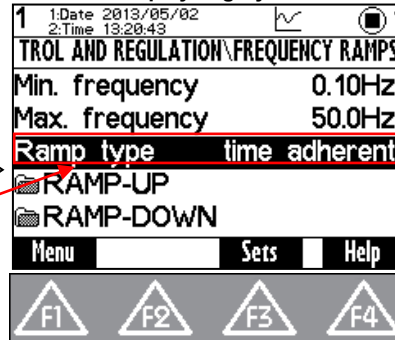 1 1:Date 2013/05/02
2:Time 13:20:43
TROL AND REGULATION\FREQUENCY RAMPS
Min. frequency 0.10Hz
Max. frequency 50.0Hz
Ramp type time adherent
RAMP-UP
RAMP-DOWN
Menu Sets Help
F1 F2 F3 F4